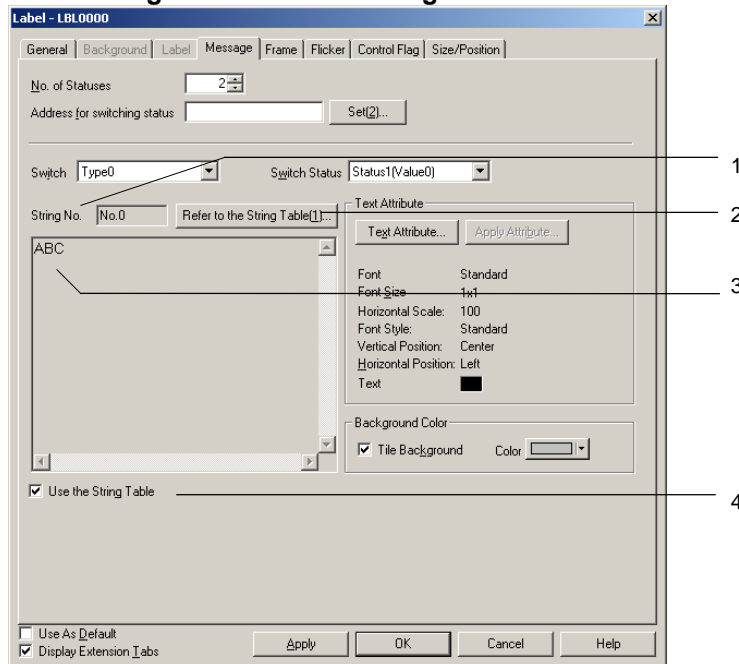 Label - LBL0000
General Background Label Message Frame Flicker Control Flag Size/Position
No. of Statuses 2
Address for switching status Set(2)...
Switch Type0 Switch Status Status1(Value0)
1
String No. No.0 Refer to the String Table(1)...
Text Attribute
2
Text Attribute... Apply Attribute...
ABC
Font Standard
3
Font Size 1x1
Horizontal Scale: 100
Font Style: Standard
Vertical Position: Center
Horizontal Position: Left
Text
Background Color
Tile Background Color
Use the String Table
4
Use As Default
Display Extension Tabs
Apply OK Cancel Help